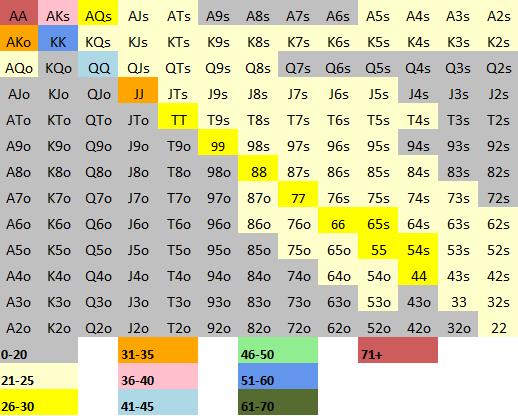 AA AKs AQs AJs ATs A9s A8s A7s A6s A5s A4s A3s A2s
AKo KK KQs KJs KTs K9s K8s K7s K6s K5s K4s K3s K2s
AQo KQo QQ QJs QTs Q9s Q8s Q7s Q6s Q5s Q4s Q3s Q2s
AJo KJo QJo JJ JTs J9s J8s J7s J6s J5s J4s J3s J2s
ATo KTo QTo JTo TT T9s T8s T7s T6s T5s T4s T3s T2s
A9o K9o Q9o J9o T9o 99 98s 97s 96s 95s 94s 93s 92s
A8o K8o Q8o J8o T8o 98o 88 87s 86s 85s 84s 83s 82s
A7o K7o Q7o J7o T7o 97o 87o 77 76s 75s 74s 73s 72s
A6o K6o Q6o J6o T6o 96o 86o 76o 66 65s 64s 63s 62s
A5o K5o Q5o J5o T5o 95o 85o 75o 65o 55 54s 53s 52s
A4o K4o Q4o J4o T4o 94o 84o 74o 64o 54o 44 43s 42s
A3o K3o Q3o J3o T3o 93o 83o 73o 63o 53o 43o 33 32s
A2o K2o Q2o J2o T2o 92o 82o 72o 62o 52o 42o 32o 22
0-20 31-35 46-50 71+
21-25 36-40 51-60
26-30 41-45 61-70